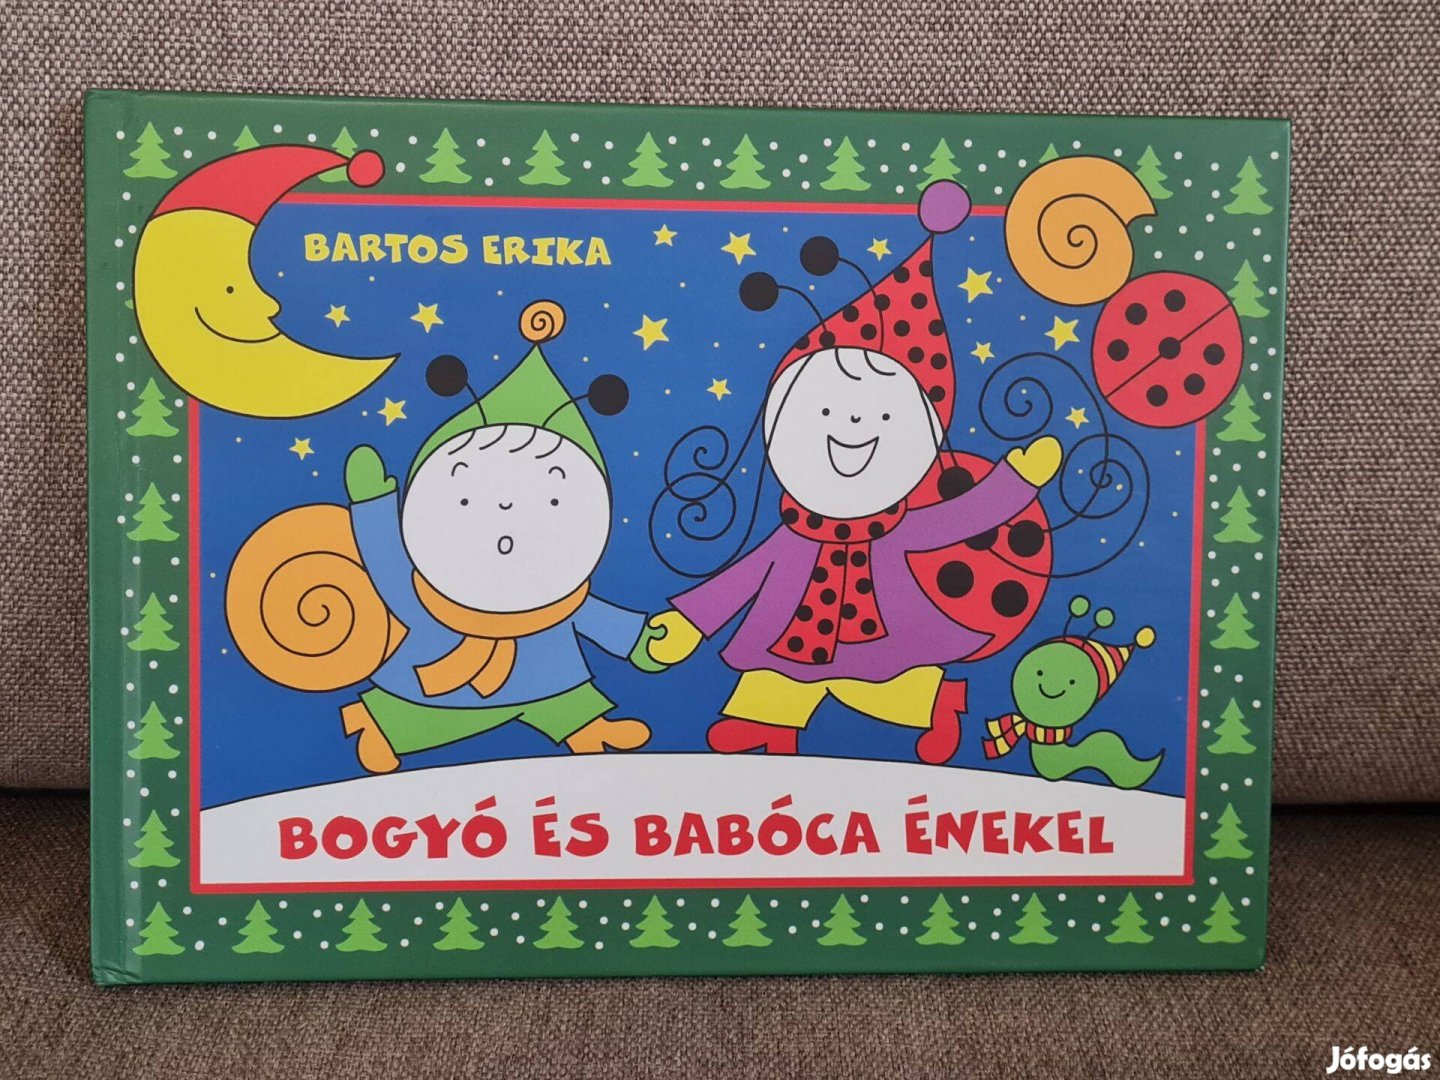 BARTOS ERIKA
BOGYÓ ÉS BABÓCA ÉNEKEL
Jófogás